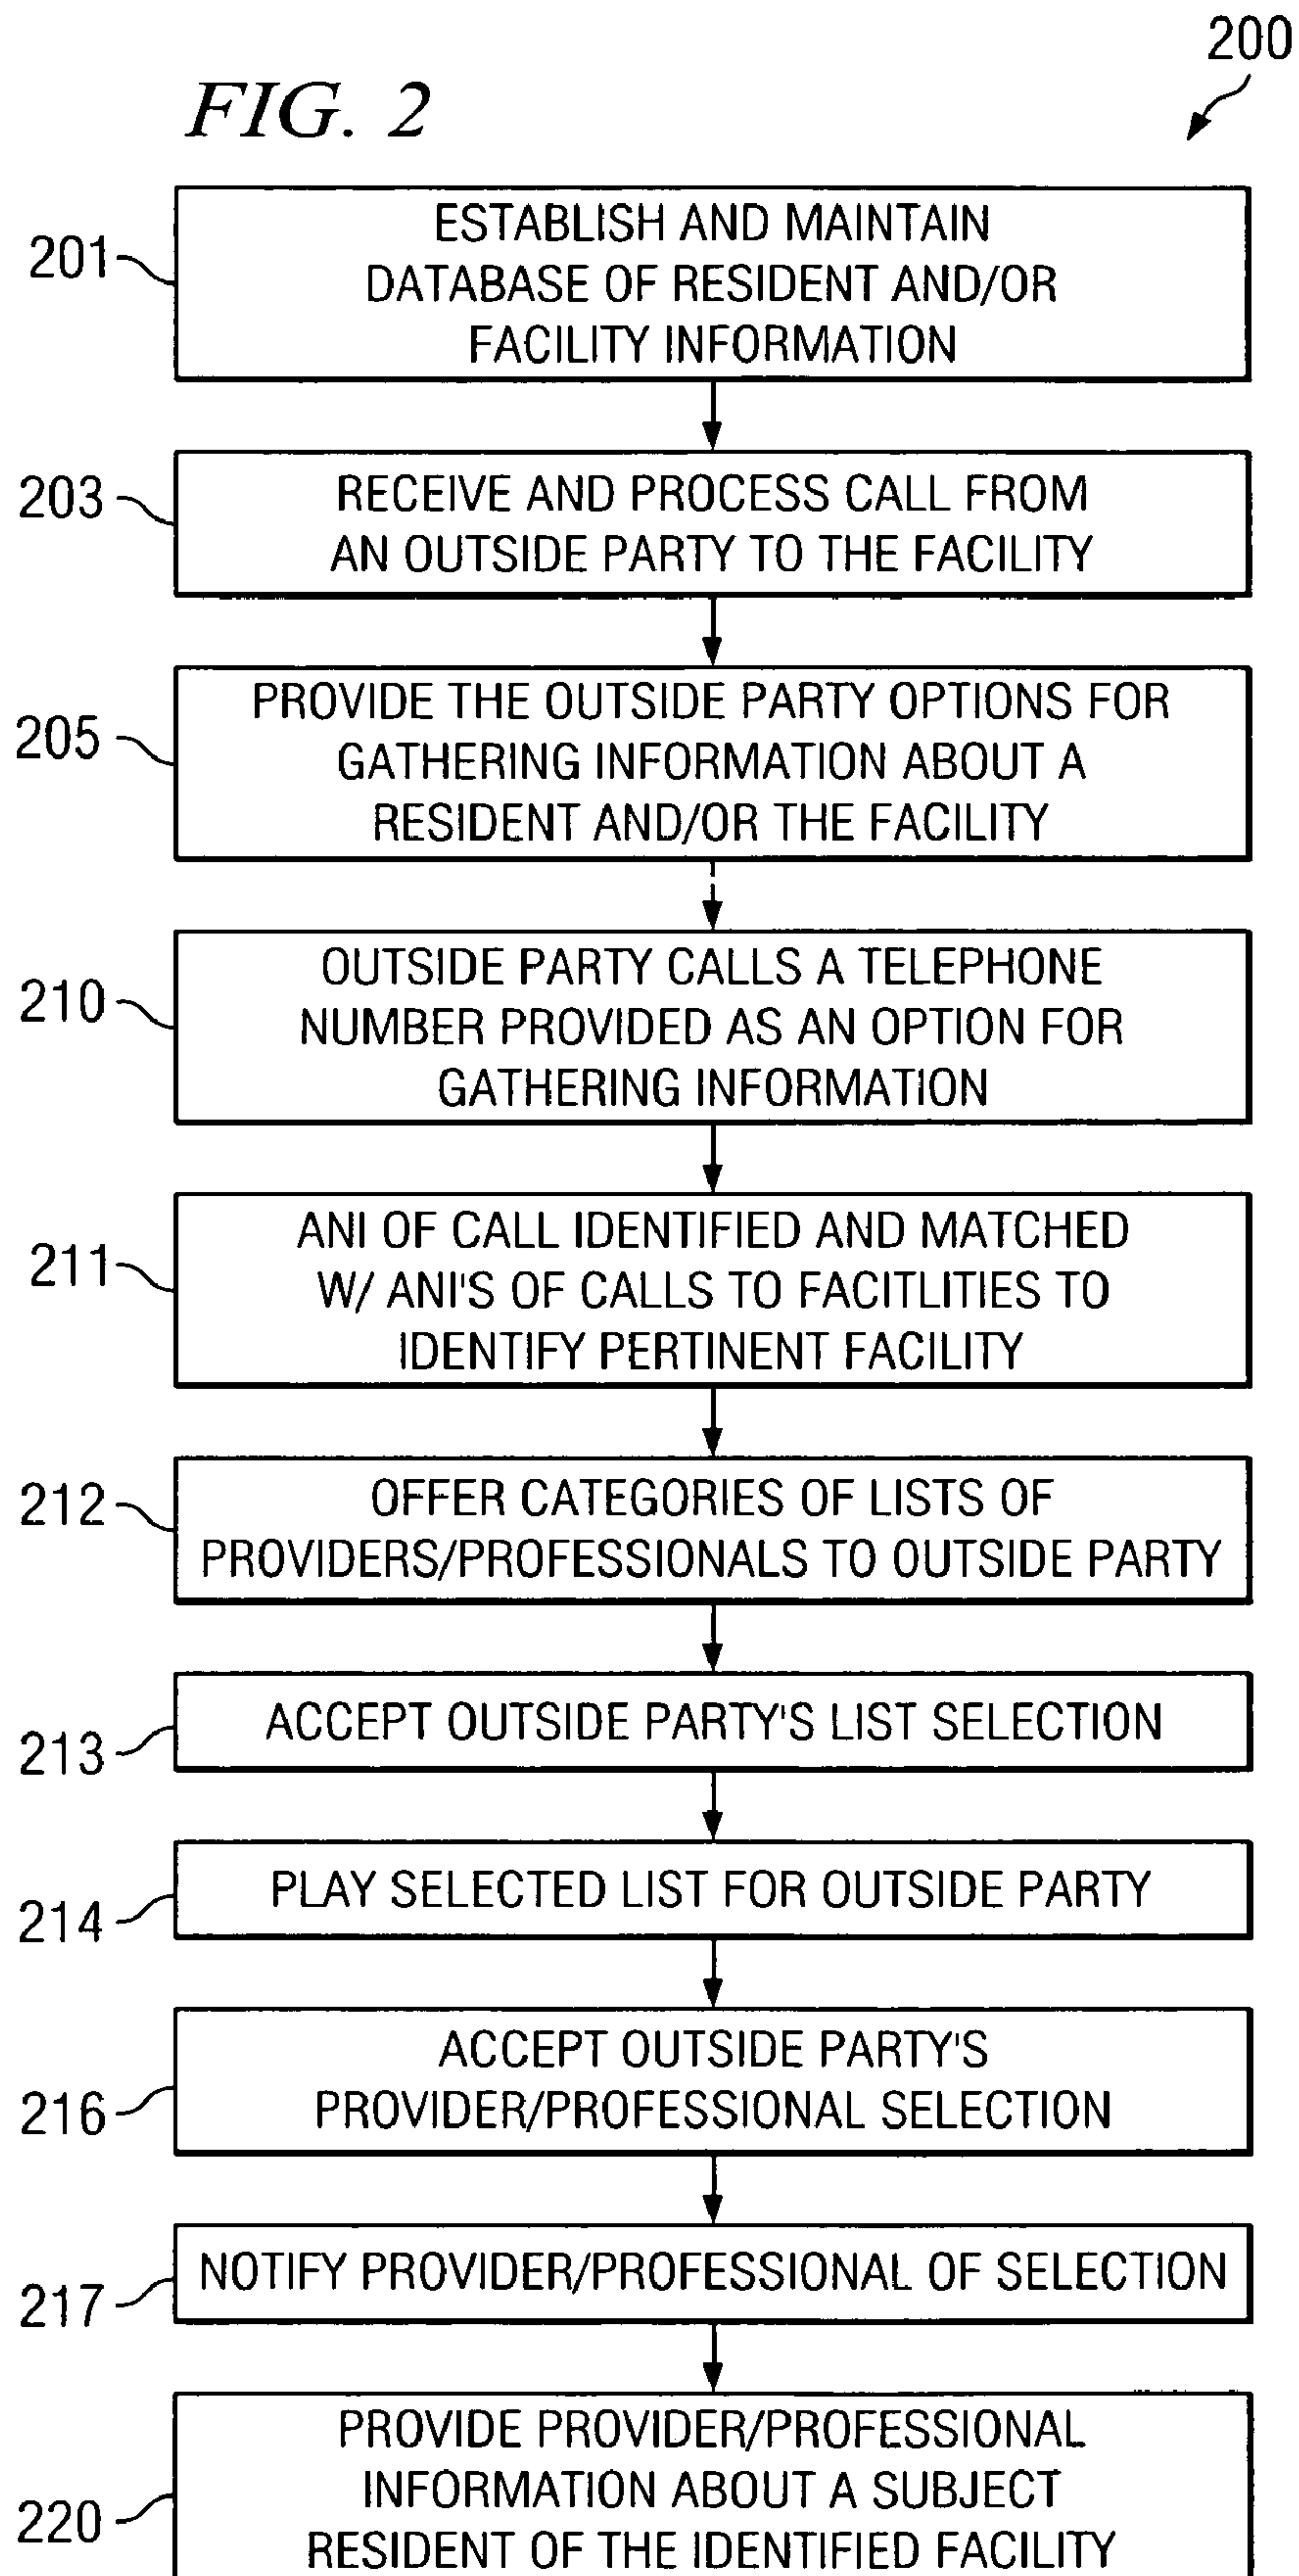 200
FIG. 2
201
ESTABLISH AND MAINTAIN
DATABASE OF RESIDENT AND/OR
FACILITY INFORMATION
203
RECEIVE AND PROCESS CALL FROM
AN OUTSIDE PARTY TO THE FACILITY
205
PROVIDE THE OUTSIDE PARTY OPTIONS FOR
GATHERING INFORMATION ABOUT A
RESIDENT AND/OR THE FACILITY
210
OUTSIDE PARTY CALLS A TELEPHONE
NUMBER PROVIDED AS AN OPTION FOR
GATHERING INFORMATION
211
ANI OF CALL IDENTIFIED AND MATCHED
W/ ANI'S OF CALLS TO FACITLITIES TO
IDENTIFY PERTINENT FACILITY
212
OFFER CATEGORIES OF LISTS OF
PROVIDERS/PROFESSIONALS TO OUTSIDE PARTY
213
ACCEPT OUTSIDE PARTY'S LIST SELECTION
214
PLAY SELECTED LIST FOR OUTSIDE PARTY
216
ACCEPT OUTSIDE PARTY'S
PROVIDER/PROFESSIONAL SELECTION
217
NOTIFY PROVIDER/PROFESSIONAL OF SELECTION
220
PROVIDE PROVIDER/PROFESSIONAL
INFORMATION ABOUT A SUBJECT
RESIDENT OF THE IDENTIFIED FACILITY